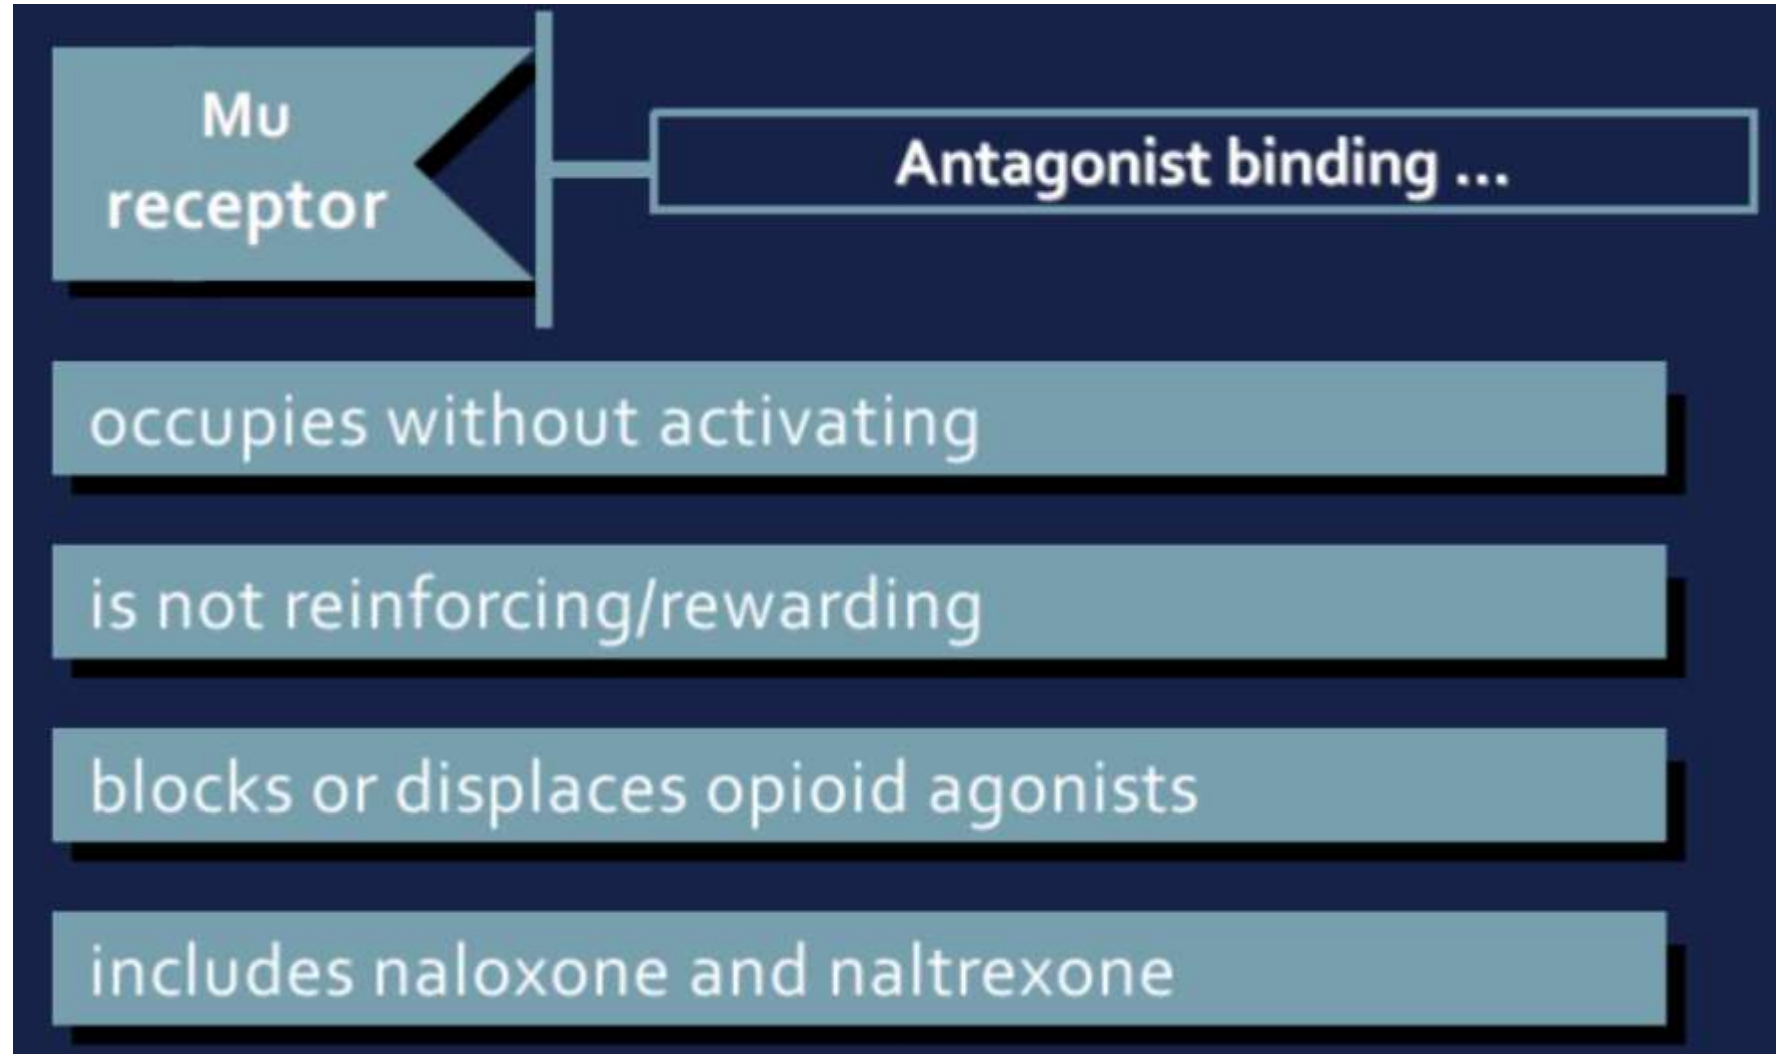 Mu
receptor
Antagonist binding ...
occupies without activating
is not reinforcing/rewarding
blocks or displaces opioid agonists
includes naloxone and naltrexone